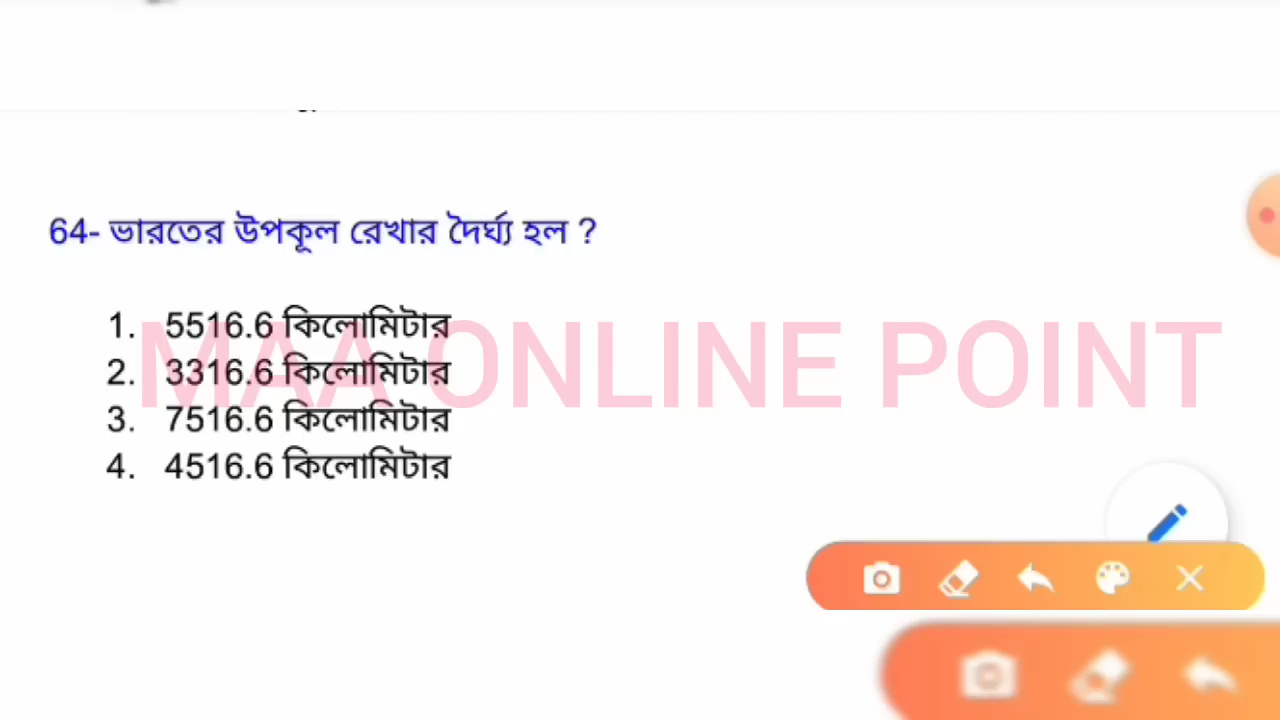 64- ভারতের উপকূল রেখার দৈর্ঘ্য হল ?
1. 5516.6 কিলোমিটার
2. 3316.6 কিলোমিটার
3. 7516.6 কিলোমিটার
4. 4516.6 কিলোমিটার
MAA ONLINE POINT